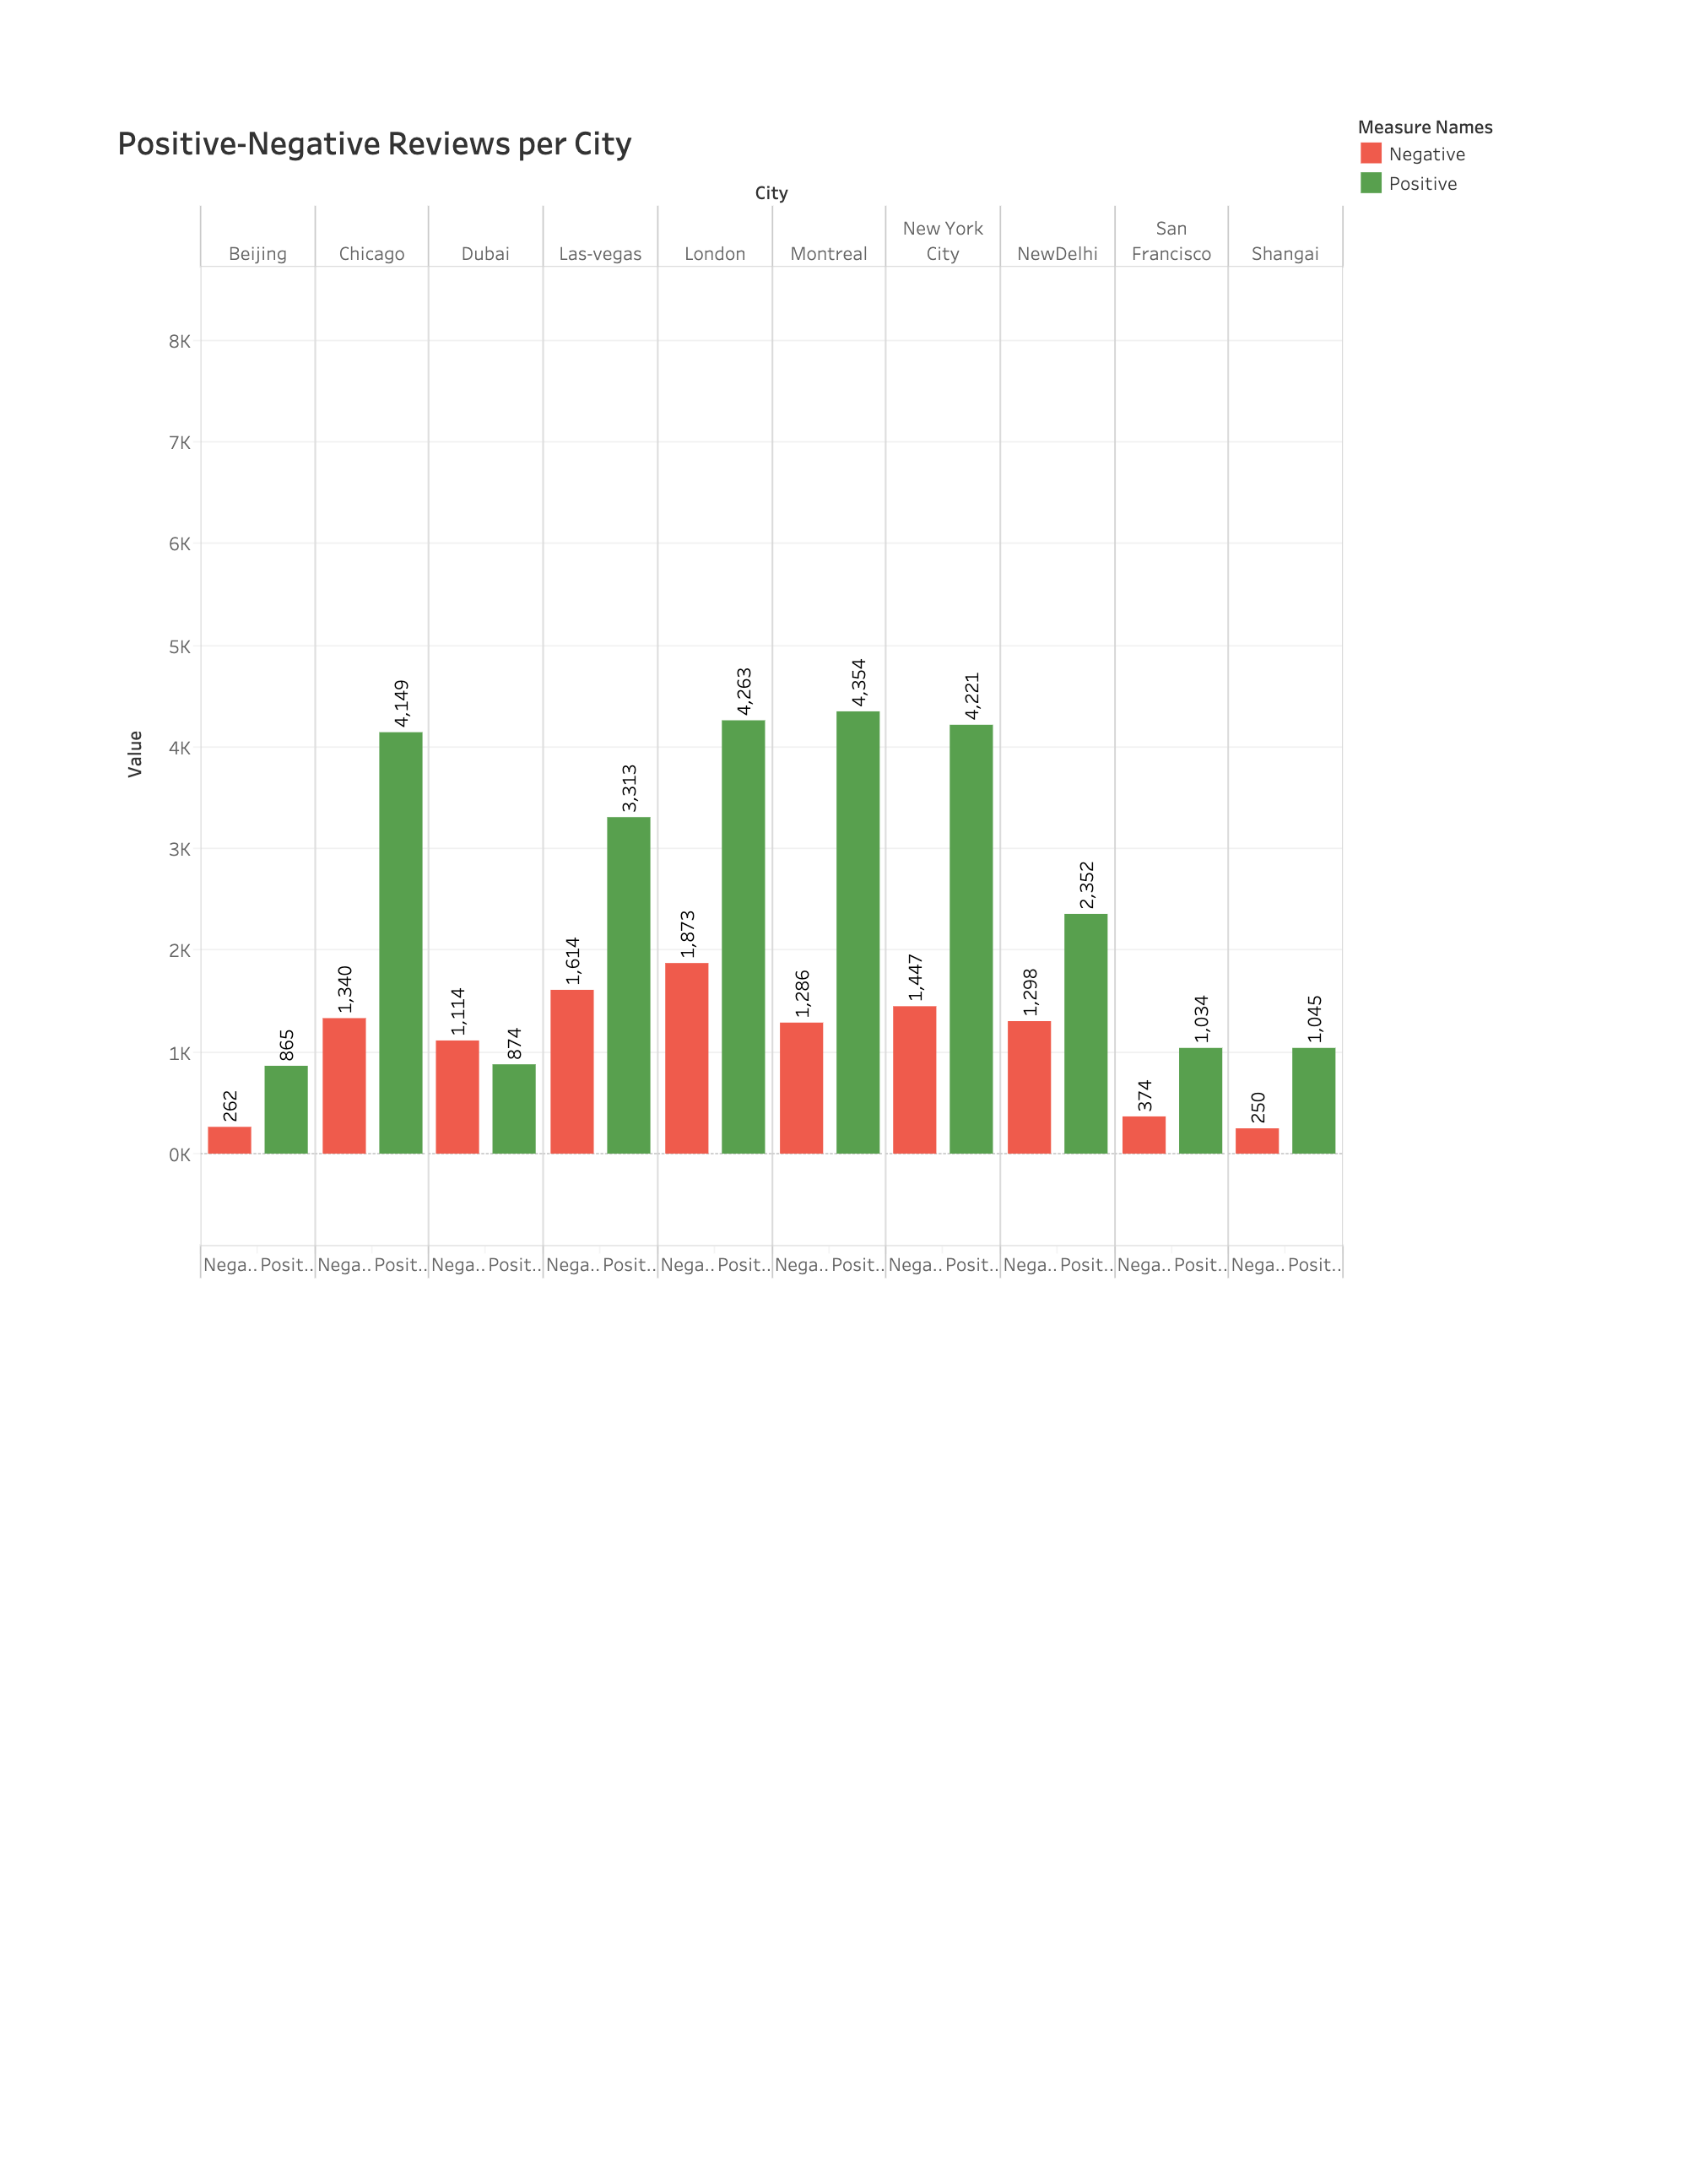 Positive-Negative Reviews per City
Measure Names
Negative
Positive
City
Beijing Chicago Dubai Las-vegas London Montreal New York City NewDelhi San Francisco Shangai
8K
7K
6K
5K
4K
3K
2K
1K
0K
Value
262 865 1,340 4,149 1,114 874 1,614 3,313 1,873 4,263 1,286 4,354 1,447 4,221 1,298 2,352 374 1,034 250 1,045
Nega.. Posit.. Nega.. Posit.. Nega.. Posit.. Nega.. Posit.. Nega.. Posit.. Nega.. Posit.. Nega.. Posit.. Nega.. Posit.. Nega.. Posit.. Nega.. Posit..